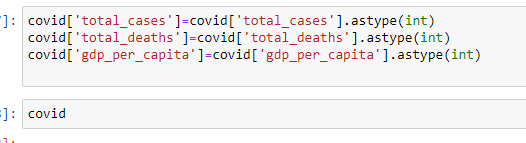 ]: covid['total_cases']=covid['total_cases'].astype(int)
covid['total_deaths']=covid['total_deaths'].astype(int)
covid['gdp_per_capita']=covid['gdp_per_capita'].astype(int)
]: covid